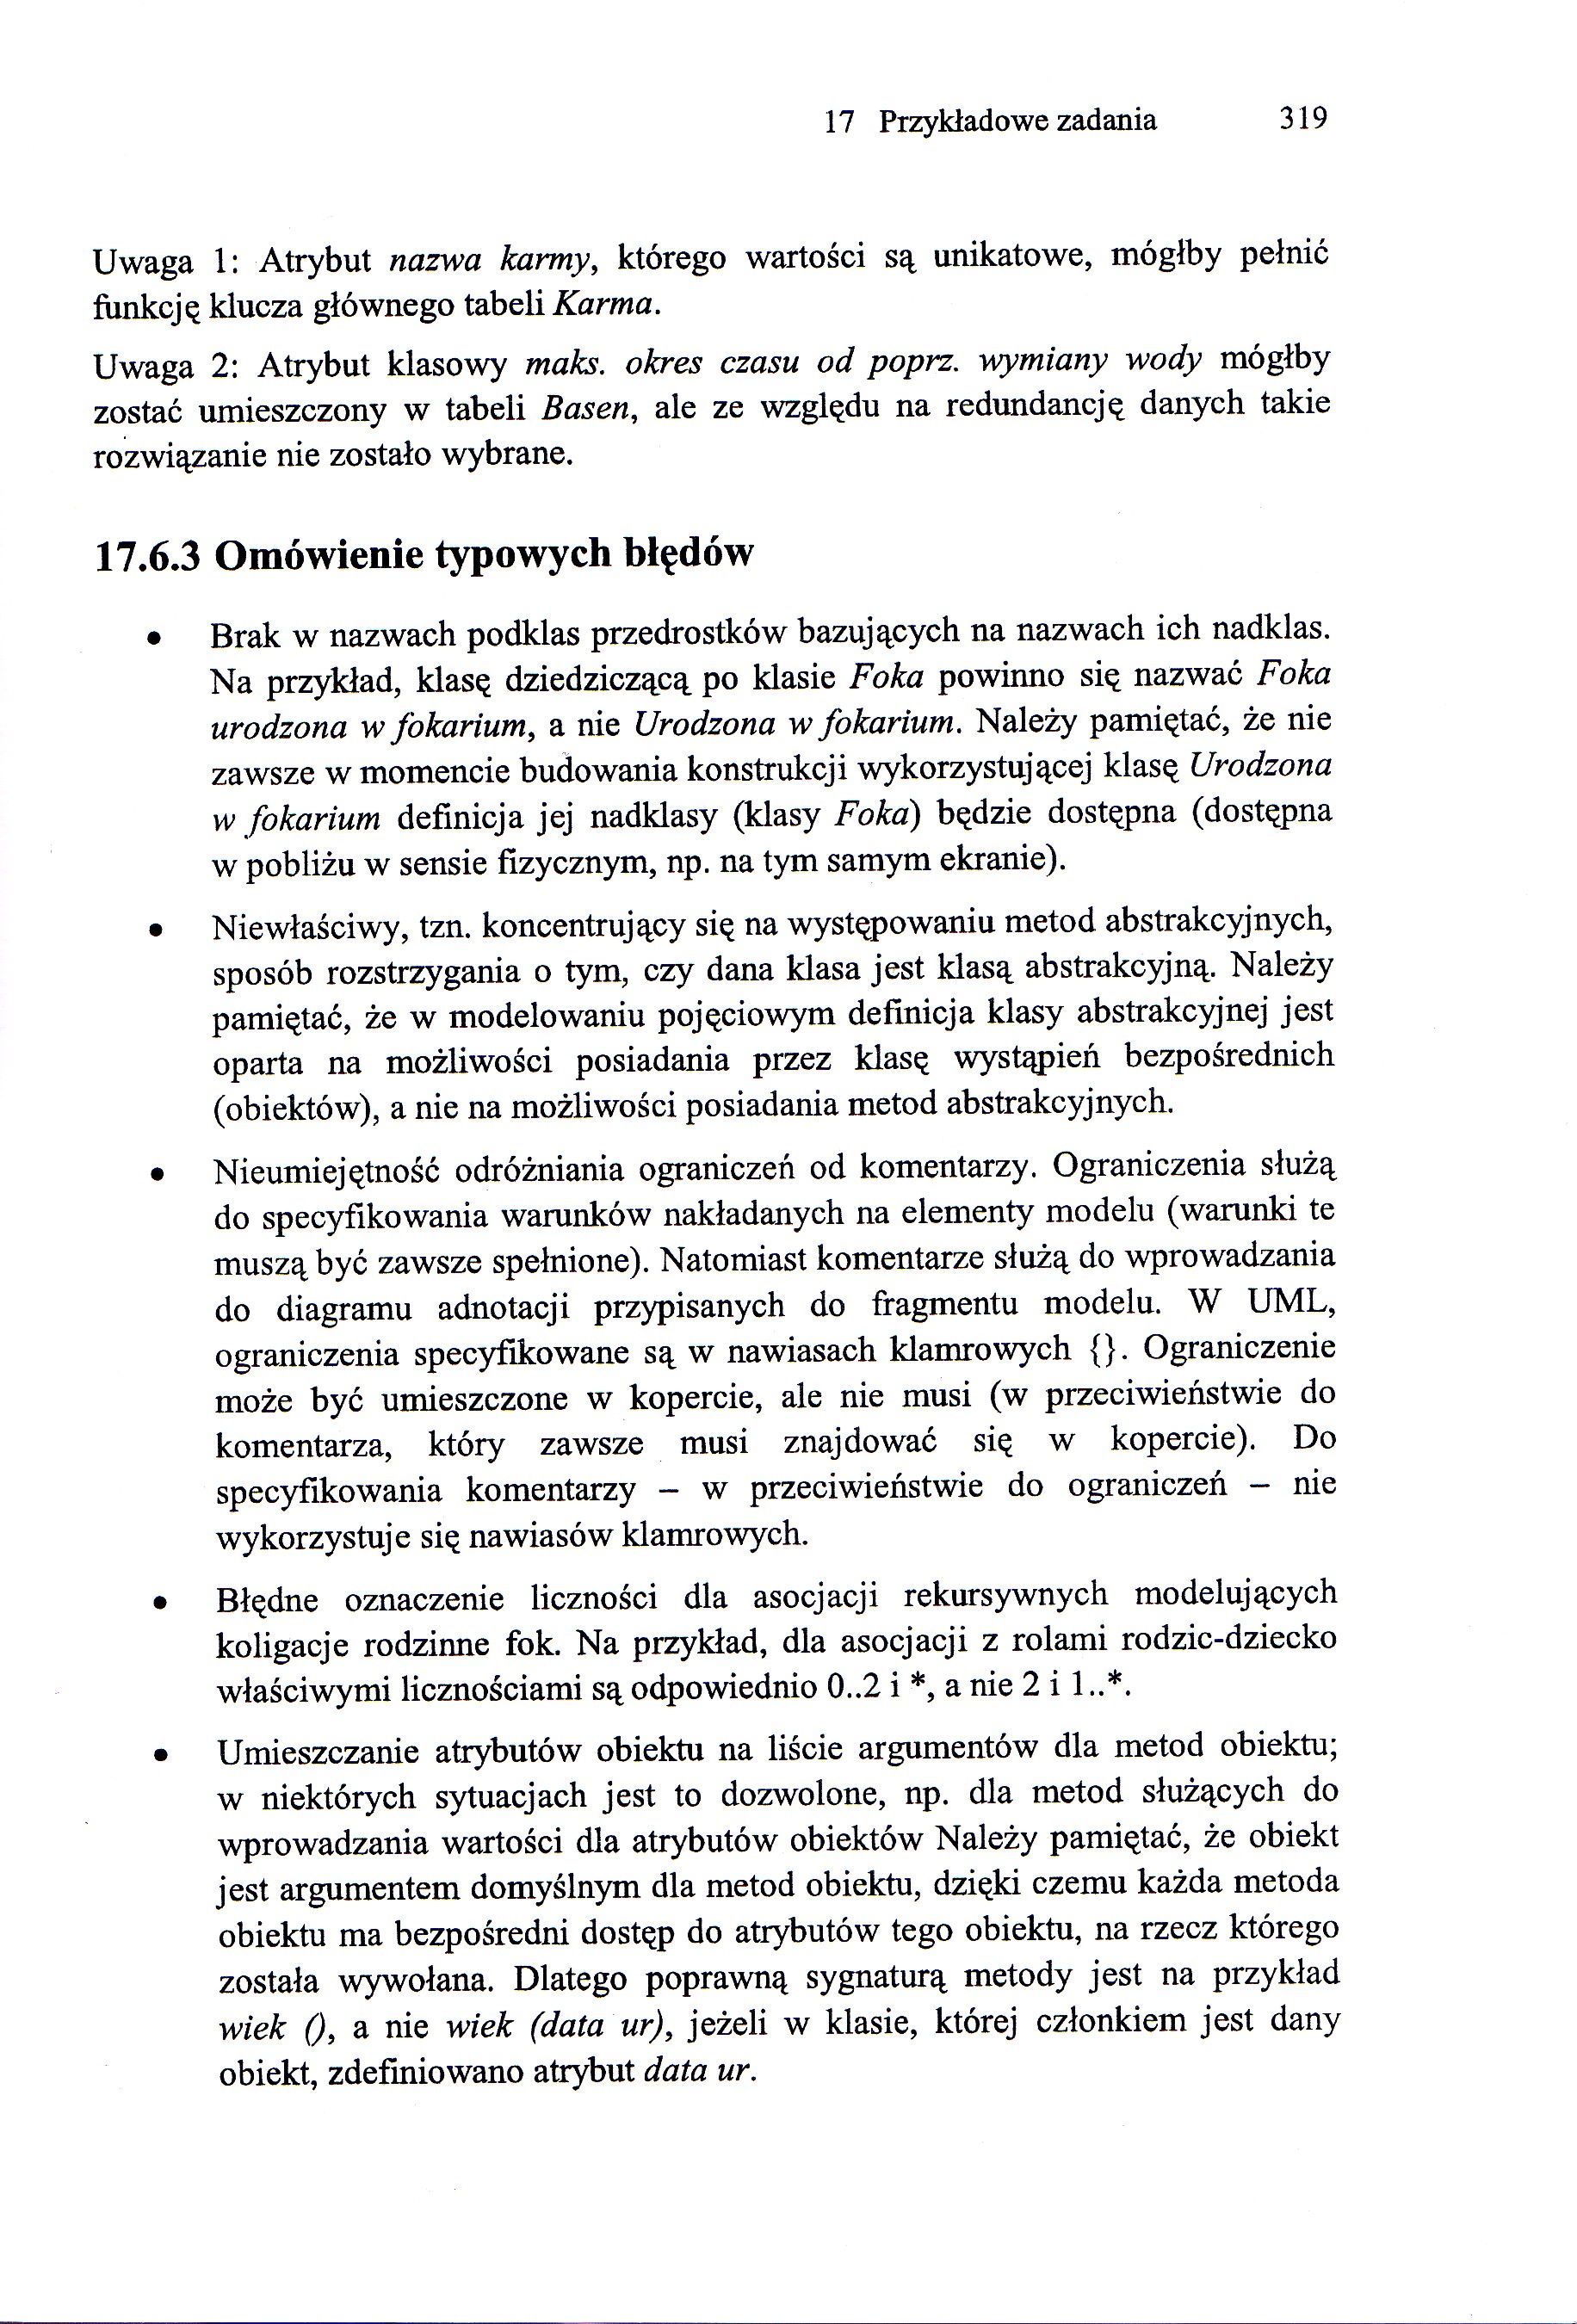 17 Przykładowe zadania 319
Uwaga 1: Atrybut nazwa karmy, którego wartości są unikatowe, mógłby pełnić
funkcję klucza głównego tabeli Karma.
Uwaga 2: Atrybut klasowy maks. okres czasu od poprz. wymiany wody mógłby
zostać umieszczony w tabeli Basen, ale ze względu na redundancję danych takie
rozwiązanie nie zostało wybrane.
17.6.3 Omówienie typowych błędów
• Brak w nazwach podklas przedrostków bazujących na nazwach ich nadklas.
Na przykład, klasę dziedziczącą po klasie Foka powinno się nazwać Foka
urodzona w fokarium, a nie Urodzona w fokarium. Należy pamiętać, że nie
zawsze w momencie budowania konstrukcji wykorzystującej klasę Urodzona
w fokarium definicja jej nadklasy (klasy Foka) będzie dostępna (dostępna
w pobliżu w sensie fizycznym, np. na tym samym ekranie).
• Niewłaściwy, tzn. koncentrujący się na występowaniu metod abstrakcyjnych,
sposób rozstrzygania o tym, czy dana klasa jest klasą abstrakcyjną. Należy
pamiętać, że w modelowaniu pojęciowym definicja klasy abstrakcyjnej jest
oparta na możliwości posiadania przez klasę wystąpień bezpośrednich
(obiektów), a nie na możliwości posiadania metod abstrakcyjnych.
• Nieumiejętność odróżniania ograniczeń od komentarzy. Ograniczenia służą
do specyfikowania warunków nakładanych na elementy modelu (warunki te
muszą być zawsze spełnione). Natomiast komentarze służą do wprowadzania
do diagramu adnotacji przypisanych do fragmentu modelu. W UML,
ograniczenia specyfikowane są w nawiasach klamrowych {}. Ograniczenie
może być umieszczone w kopercie, ale nie musi (w przeciwieństwie do
komentarza, który zawsze musi znajdować się w kopercie). Do
specyfikowania komentarzy – w przeciwieństwie do ograniczeń – nie
wykorzystuje się nawiasów klamrowych.
• Błędne oznaczenie liczności dla asocjacji rekursywnych modelujących
koligacje rodzinne fok. Na przykład, dla asocjacji z rolami rodzic-dziecko
właściwymi licznościami są odpowiednio 0..2 i *, a nie 2 i 1..*.
• Umieszczanie atrybutów obiektu na liście argumentów dla metod obiektu;
w niektórych sytuacjach jest to dozwolone, np. dla metod służących do
wprowadzania wartości dla atrybutów obiektów Należy pamiętać, że obiekt
jest argumentem domyślnym dla metod obiektu, dzięki czemu każda metoda
obiektu ma bezpośredni dostęp do atrybutów tego obiektu, na rzecz którego
została wywołana. Dlatego poprawną sygnaturą metody jest na przykład
wiek (), a nie wiek (data ur), jeżeli w klasie, której członkiem jest dany
obiekt, zdefiniowano atrybut data ur.